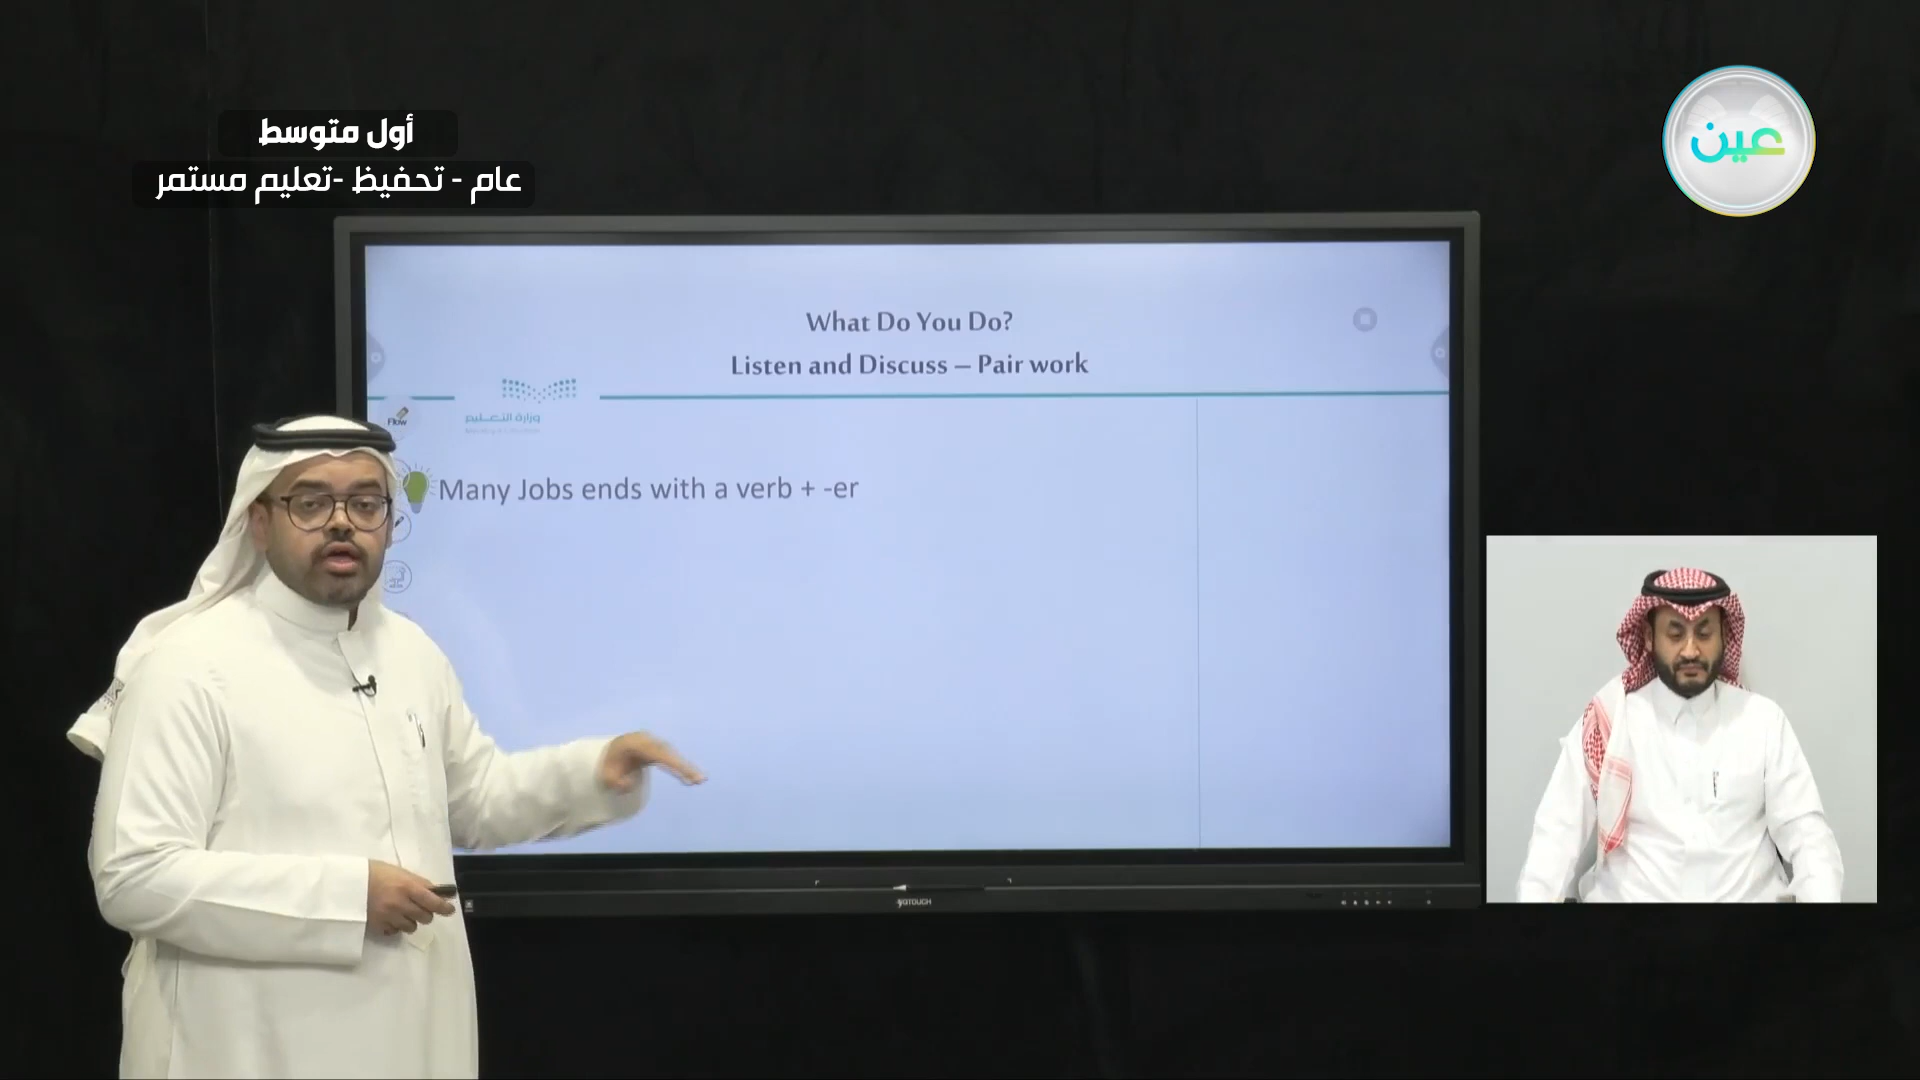 أول متوسط
عام - تحفيظ -تعليم مستمر
عين
What Do You Do?
Listen and Discuss – Pair work
وزارة التعليم
Flow
Many Jobs ends with a verb + -er